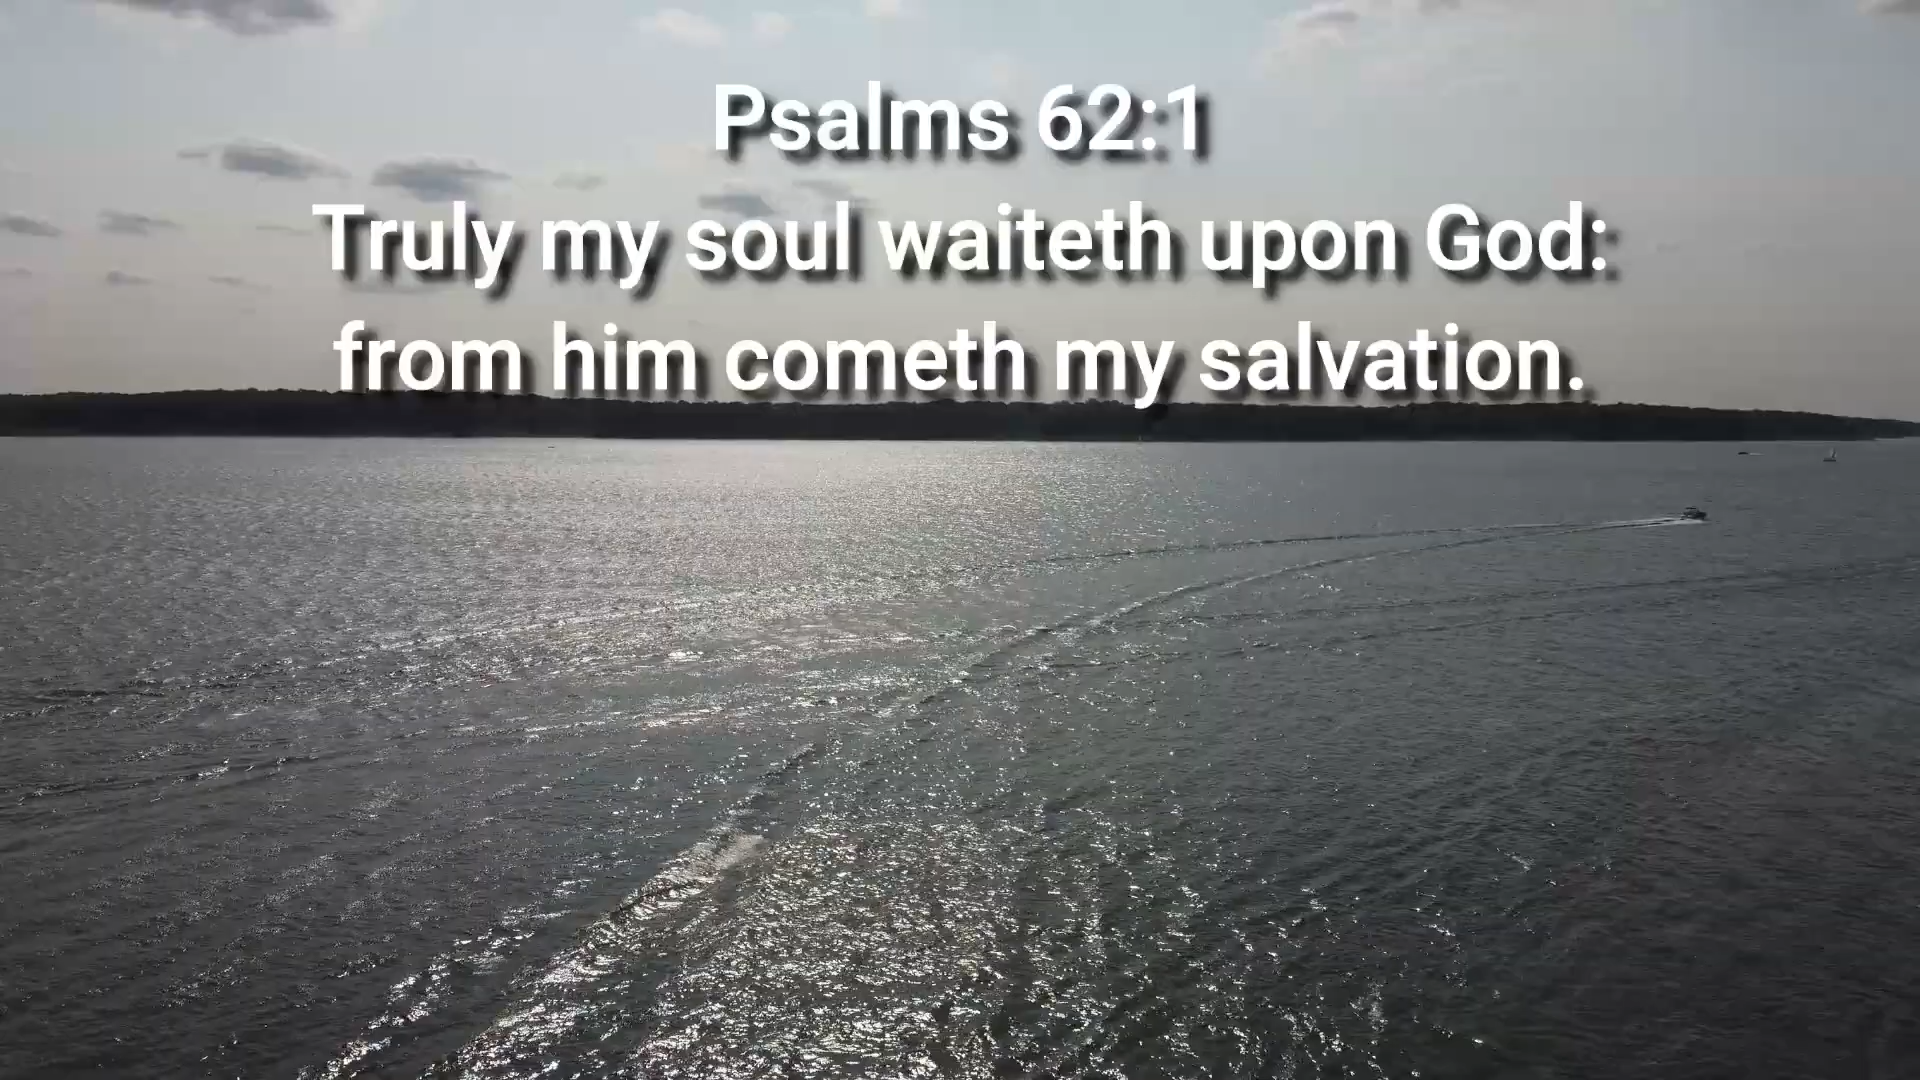 Psalms 62:1
Truly my soul waiteth upon God:
from him cometh my salvation.